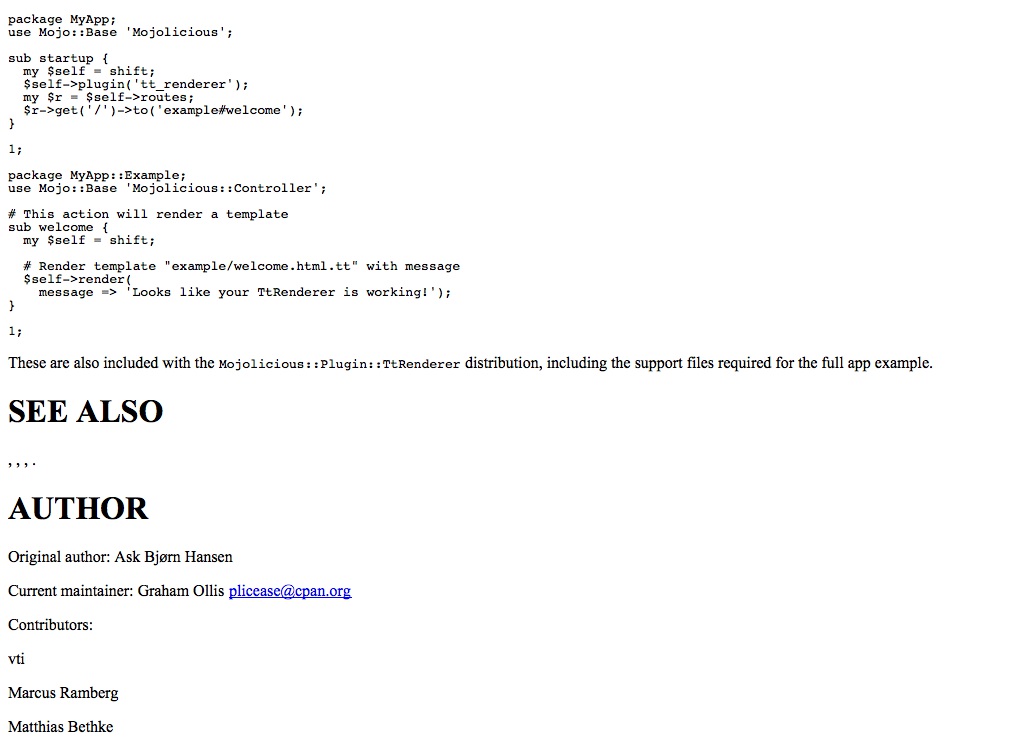 package MyApp;
use Mojo::Base 'Mojolicious';
sub startup {
  my $self = shift;
  $self->plugin('tt_renderer');
  my $r = $self->routes;
  $r->get('/')->to('example#welcome');
}
1;
package MyApp::Example;
use Mojo::Base 'Mojolicious::Controller';
# This action will render a template
sub welcome {
  my $self = shift;
  # Render template "example/welcome.html.tt" with message
  $self->render(
    message => 'Looks like your TtRenderer is working!');
}
1;
These are also included with the Mojolicious::Plugin::TtRenderer distribution, including the support files required for the full app example.
SEE ALSO
, , , .
AUTHOR
Original author: Ask Bjørn Hansen
Current maintainer: Graham Ollis plicease@cpan.org
Contributors:
vti
Marcus Ramberg
Matthias Bethke